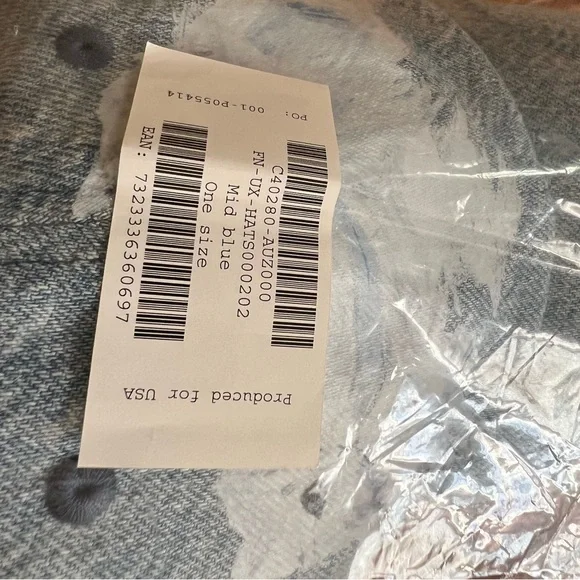 PO: 001-P055414
C40280-AUZ000
FN-UX-HATS000202
Mid blue
One size
EAN: 7323336360697
Produced for USA